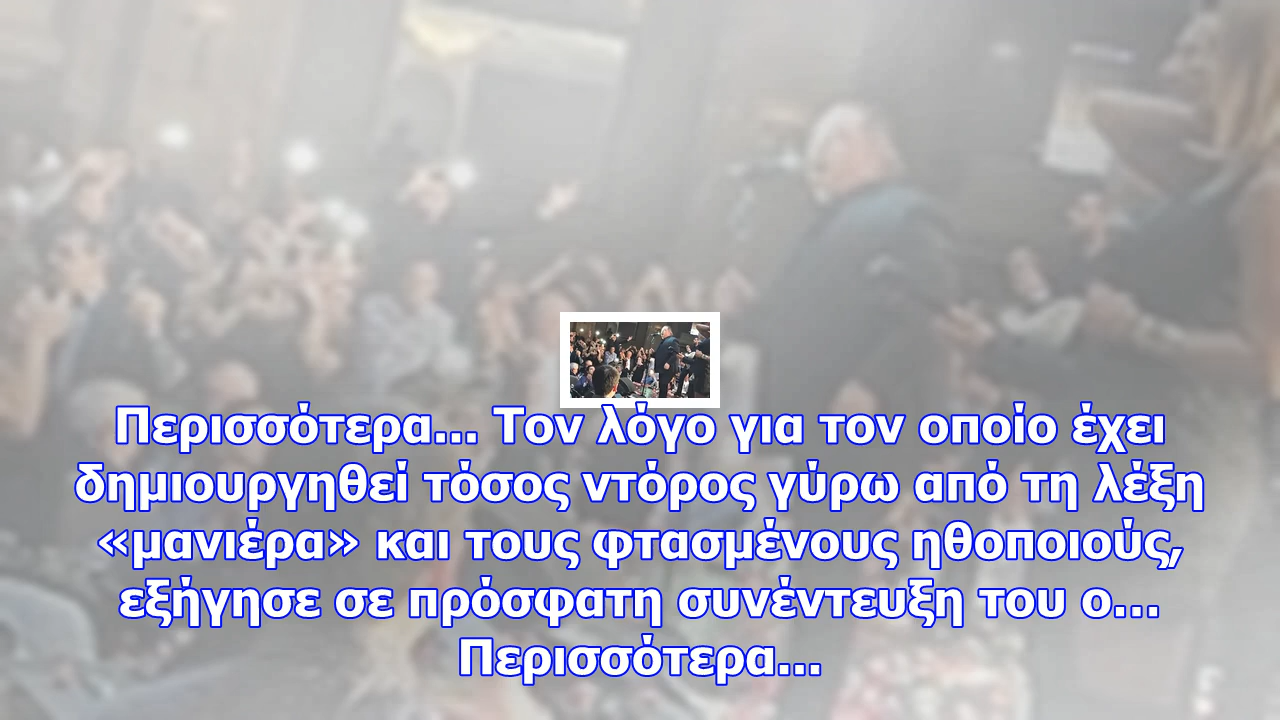 Περισσότερα... Τον λόγο για τον οποίο έχει
δημιουργηθεί τόσος ντόρος γύρω από τη λέξη
«μανιέρα» και τους φτασμένους ηθοποιούς,
εξήγησε σε πρόσφατη συνέντευξη του ο...
Περισσότερα...